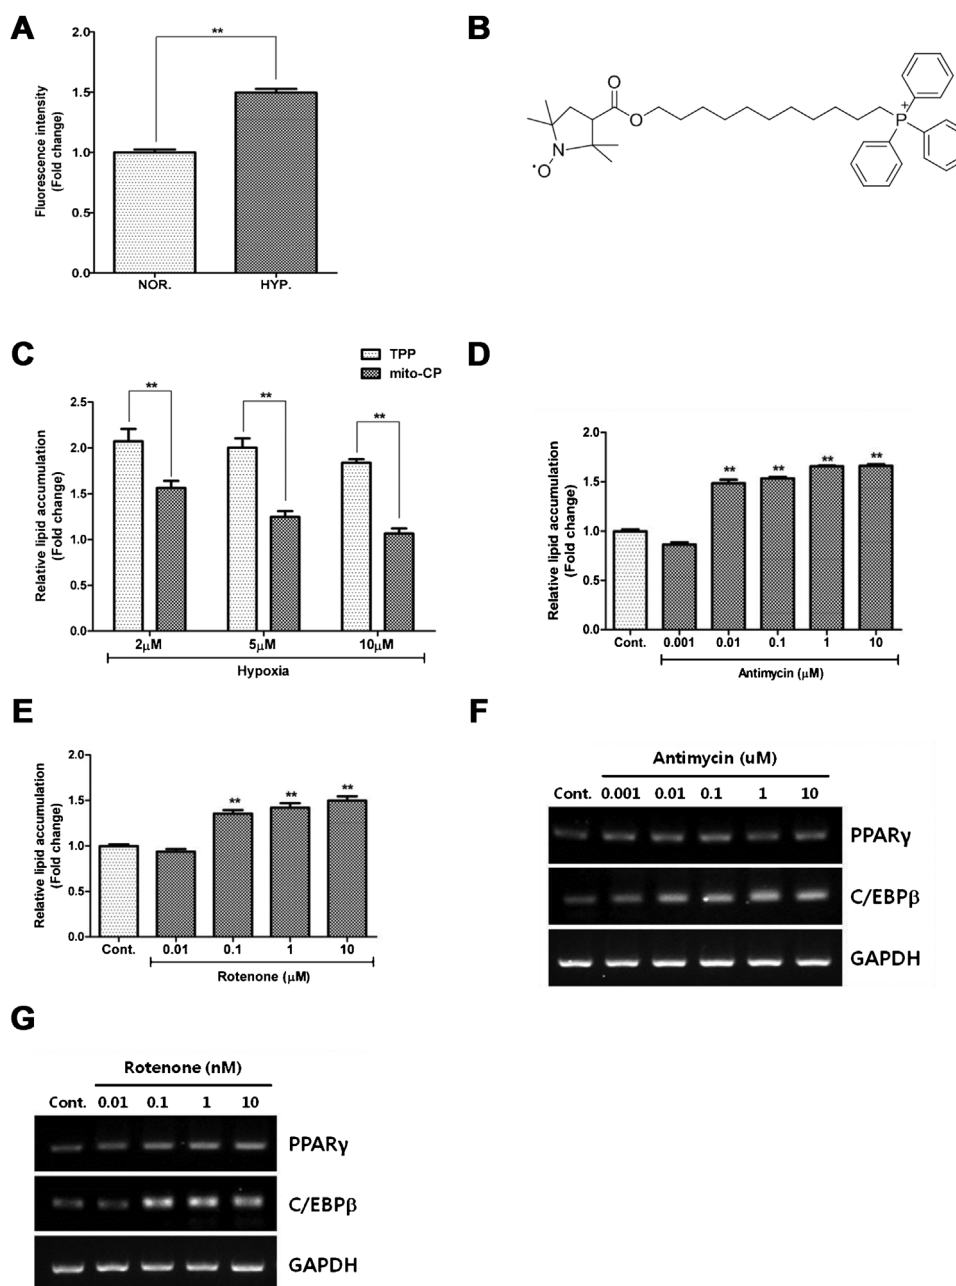 A
**
Fluorescence intensity
(Fold change)
2.0
1.5
1.0
1.5
0.0
NOR. HYP.
B
O
O
N
•O
P+
C
TPP
mito-CP
** ** **
Relative lipid accumulation
(Fold change)
2.5
2.0
1.5
1.0
0.5
0.0
2μM 5μM 10μM
Hypoxia
D
** ** ** **
Relative lipid accumulation
(Fold change)
2.0
1.5
1.0
1.5
0.0
Cont. 0.001 0.01 0.1 1 10
Antimycin (μM)
E
** ** **
Relative lipid accumulation
(Fold change)
2.0
1.5
1.0
0.5
0.0
Cont. 0.01 0.1 1 10
Rotenone (μM)
F
Antimycin (uM)
Cont. 0.001 0.01 0.1 1 10
PPARγ
C/EBPβ
GAPDH
G
Rotenone (nM)
Cont. 0.01 0.1 1 10
PPARγ
C/EBPβ
GAPDH